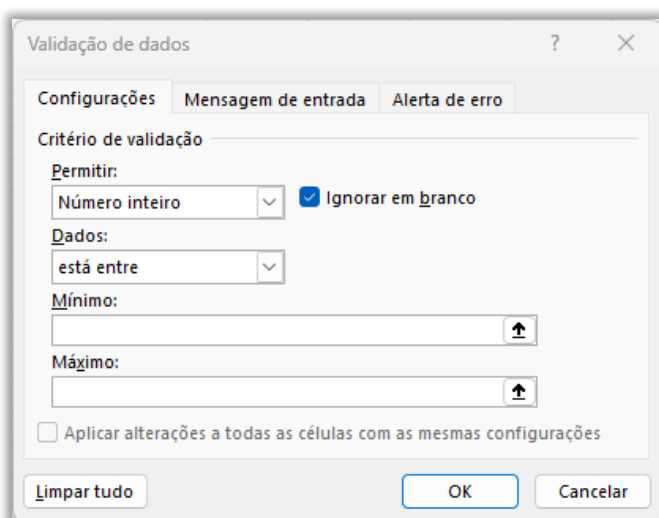 Validação de dados ?
Configurações Mensagem de entrada Alerta de erro
Critério de validação
Permitir:
Número inteiro Ignorar em branco
Dados:
está entre
Mínimo:
Máximo:
Aplicar alterações a todas as células com as mesmas configurações
Limpar tudo OK Cancelar